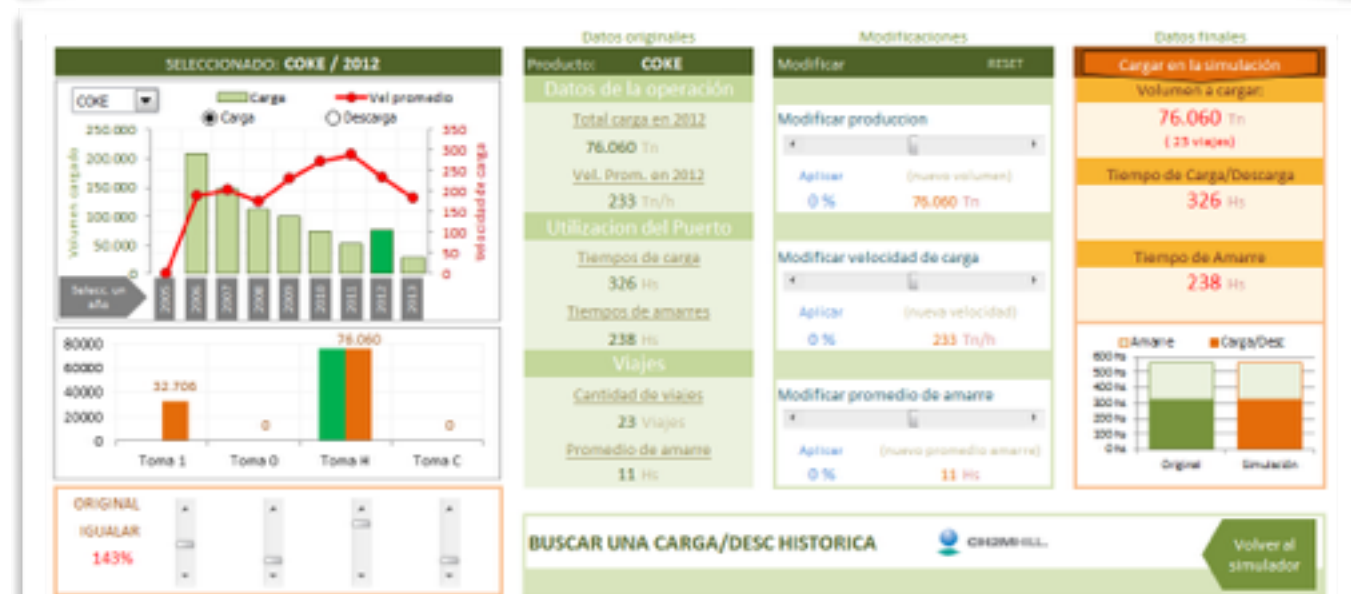 Datos originales
Modificaciones
Datos finales
SELECCIONADO: COKE / 2012
COKE
Carga
Vel promedio
Carga
Descarga
Volumen cargado
250.000
200.000
150.000
100.000
50.000
0
350
300
250
200
150
100
50
0
velocidad de carga
Selecc. un
año
2005
2006
2007
2008
2009
2010
2011
2012
2013
80000
60000
40000
20000
0
32.706
0
76.060
0
Toma 1
Toma 0
Toma H
Toma C
ORIGINAL
IGUALAR
143%
Producto: COKE
Datos de la operación
Total carga en 2012
76.060 Tn
Vel. Prom. en 2012
233 Tn/h
Utilizacion del Puerto
Tiempos de carga
326 Hs
Tiempos de amarres
238 Hs
Viajes
Cantidad de viajes
23 Viajes
Promedio de amarre
11 Hs
Modificar RESET
Modificar produccion
Aplicar (nuevo volumen)
0 % 76.060 Tn
Modificar velocidad de carga
Aplicar (nueva velocidad)
0 % 233 Tn/h
Modificar promedio de amarre
Aplicar (nuevo promedio amarre)
0 % 11 Hs
Cargar en la simulación
Volumen a cargar:
76.060 Tn
( 23 viajes)
Tiempo de Carga/Descarga
326 Hs
Tiempo de Amarre
238 Hs
Amarre
Carga/Desc
600 hs
500 hs
400 hs
300 hs
200 hs
100 hs
0 hs
Original
Simulación
BUSCAR UNA CARGA/DESC HISTORICA
CH2MHILL.
Volver al
simulador